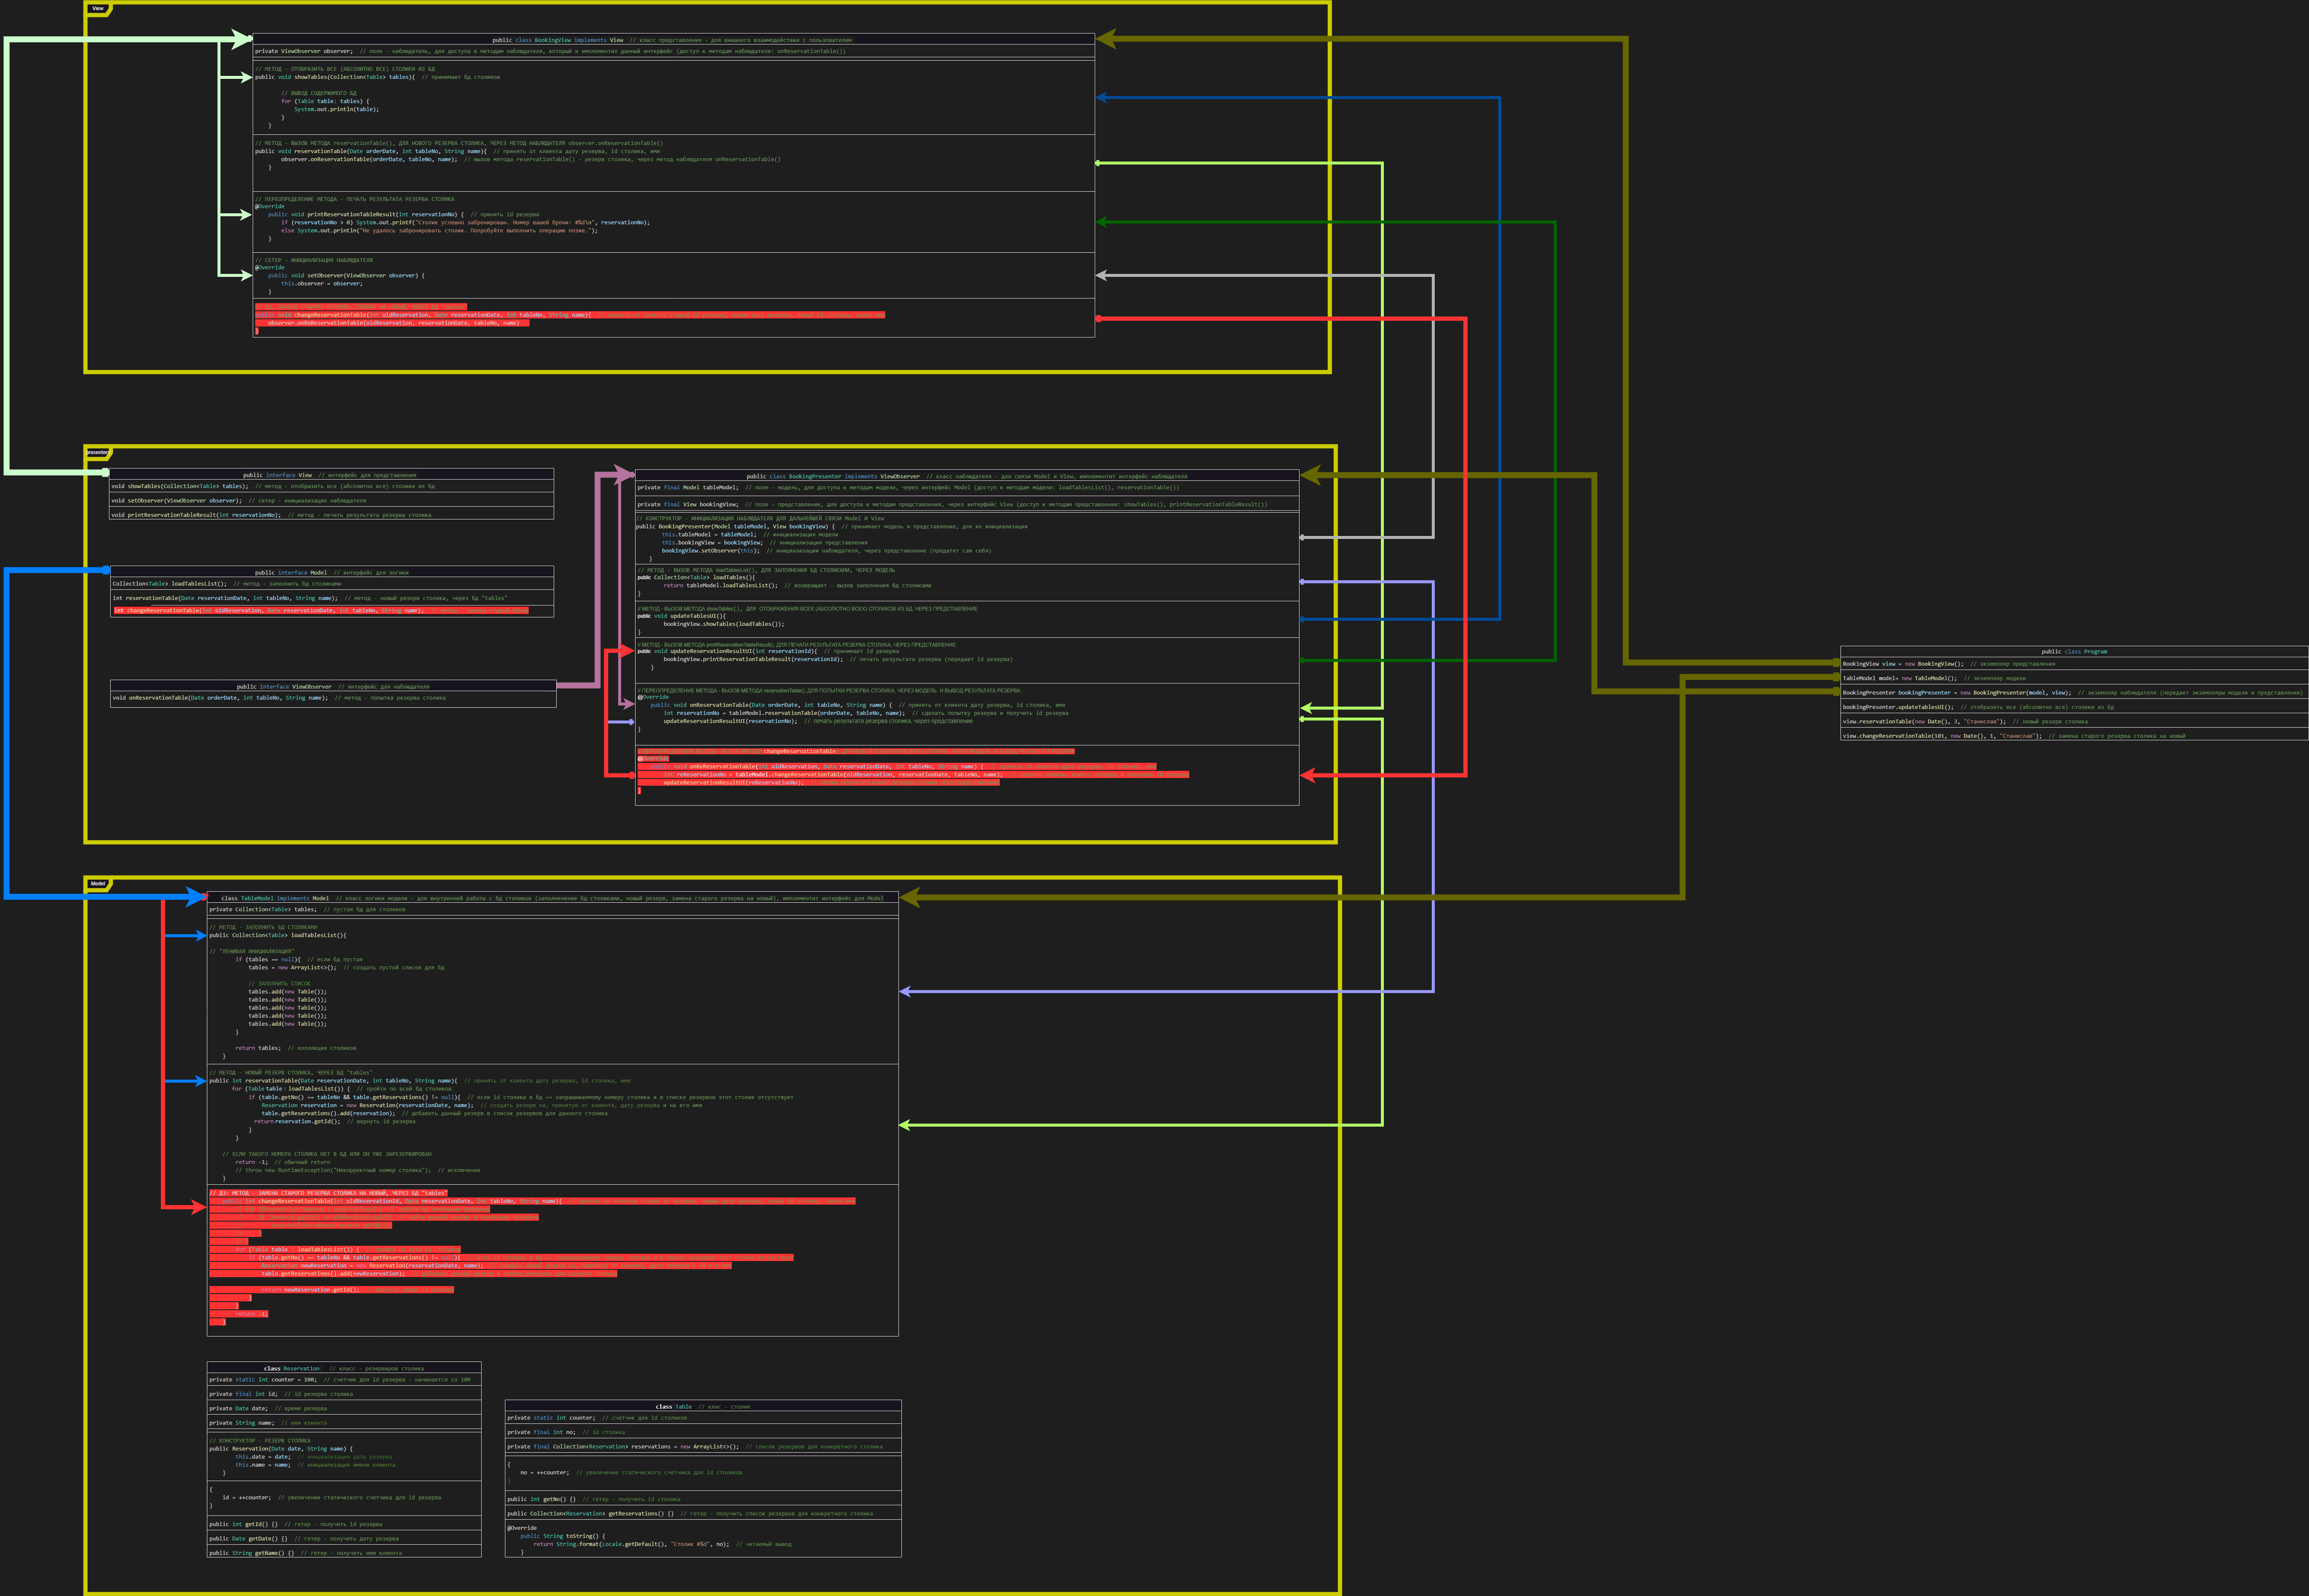 View
public class BookingView implements View // класс представления - для внешнего взаимодействия с пользователем
private ViewObserver observer; // поле - наблюдатель, для доступа к методам наблюдателя, который и имплементил данный интерфейс (доступ к методам наблюдателя: onReservationTable())
// МЕТОД - ОТОБРАЗИТЬ ВСЕ (АБСОЛЮТНО ВСЕ) СТОЛИКИ ИЗ БД
public void showTables(Collection<Table> tables){ // принимает бд столиков
// ВЫВОД СОДЕРЖИМОГО БД
for (Table table: tables) {
System.out.println(table);
}
}
// МЕТОД - ВЫЗОВ МЕТОДА reservationTable(), ДЛЯ НОВОГО РЕЗЕРВА СТОЛИКА, ЧЕРЕЗ МЕТОД НАБЛЮДАТЕЛЯ observer.onReservationTable()
public void reservationTable(Date orderDate, int tableNo, String name){ // принять от клиента дату резерва, id столика, имя
observer.onReservationTable(orderDate, tableNo, name); // вызов метода reservationTable() - резерв столика, через метод наблюдателя onReservationTable()
}
// ПЕРЕОПРЕДЕЛЕНИЕ МЕТОДА - ПЕЧАТЬ РЕЗУЛЬТАТА РЕЗЕРВА СТОЛИКА
@Override
public void printReservationTableResult(int reservationNo) { // принять id резерва
if (reservationNo > 0) System.out.printf("Столик успешно забронирован. Номер вашей брони: #%d\n", reservationNo);
else System.out.println("Не удалось забронировать столик. Попробуйте выполнить операцию позже.");
}
// СЕТЕР - ИНИЦИАЛИЗАЦИЯ НАБЛЮДАТЕЛЯ
@Override
public void setObserver(ViewObserver observer) {
this.observer = observer;
}
public void changeReservationTable(int oldReservation, Date reservationDate, int tableNo, String name){
observer.onReReservationTable(oldReservation, reservationDate, tableNo, name)
}
presenter
public interface View // интерфейс для представления
void showTables(Collection<Table> tables); // метод - отобразить все (абсолютно все) столики из бд
void setObserver(ViewObserver observer); // сетер - инициализация наблюдателя
void printReservationTableResult(int reservationNo); // метод - печать результата резерва столика
public interface Model // интерфейс для логики
Collection<Table> loadTablesList(); // метод - заполнить бд столиками
int reservationTable(Date reservationDate, int tableNo, String name); // метод - новый резерв столика, через бд "tables"
int changeReservationTable(int oldReservation, Date reservationDate, int tableNo, String name);
public interface ViewObserver // интерфейс для наблюдателя
void onReservationTable(Date orderDate, int tableNo, String name); // метод - попытка резерва столика
public class BookingPresenter implements ViewObserver // класс наблюдателя - для связи Model и View, имплементит интерфейс наблюдателя
private final Model tableModel; // поле - модель, для доступа к методам модели, через интерфейс Model (доступ к методам модели: loadTablesList(), reservationTable())
private final View bookingView; // поле - представление, для доступа к методам представления, через интерфейс View (доступ к методам представления: showTables(), printReservationTableResult())
// КОНСТРУКТОР - ИНИЦИАЛИЗАЦИЯ НАБЛЮДАТЕЛЯ ДЛЯ ДАЛЬНЕЙШЕЙ СВЯЗИ Model И View
public BookingPresenter(Model tableModel, View bookingView) { // принимает модель и представление, для их инициализации
this.tableModel = tableModel; // инициализация модели
this.bookingView = bookingView; // инициализация представления
bookingView.setObserver(this); // инициализации наблюдателя, через представление (предатет сам себя)
}
// МЕТОД - ВЫЗОВ МЕТОДА loadTablesList(), ДЛЯ ЗАПОЛНЕНИЯ БД СТОЛИКАМИ, ЧЕРЕЗ МОДЕЛЬ
public Collection<Table> loadTables(){
return tableModel.loadTablesList(); // возвращает - вызов заполнения бд столиками
}
// МЕТОД - ВЫЗОВ МЕТОДА showTables(), ДЛЯ ОТОБРАЖЕНИЯ ВСЕХ (АБСОЛЮТНО ВСЕХ) СТОЛИКОВ ИЗ БД, ЧЕРЕЗ ПРЕДСТАВЛЕНИЕ
public void updateTablesUI(){
bookingView.showTables(loadTables());
}
// МЕТОД - ВЫЗОВ МЕТОДА printReservationTableResult(), ДЛЯ ПЕЧАТИ РЕЗУЛЬТАТА РЕЗЕРВА СТОЛИКА, ЧЕРЕЗ ПРЕДСТАВЛЕНИЕ
public void updateReservationResultUI(int reservationId){ // принимает id резерва
bookingView.printReservationTableResult(reservationId); // печать результата резерва (передает id резерва)
}
// ПЕРЕОПРЕДЕЛЕНИЕ МЕТОДА - ВЫЗОВ МЕТОДА reservationTable(), ДЛЯ ПОПЫТКИ РЕЗЕРВА СТОЛИКА, ЧЕРЕЗ МОДЕЛЬ И ВЫВОД РЕЗУЛЬТАТА РЕЗЕРВА
@Override
public void onReservationTable(Date orderDate, int tableNo, String name) { // принять от клиента дату резерва, id столика, имя
int reservationNo = tableModel.reservationTable(orderDate, tableNo, name); // сделать попытку резерва и получить id резерва
updateReservationResultUI(reservationNo); // печать результата резерва столика, через представление
}
changeReservationTable
@Override
public void onReReservationTable(int oldReservation, Date reservationDate, int tableNo, String name) {
int reReservationNo = tableModel.changeReservationTable(oldReservation, reservationDate, tableNo, name);
updateReservationResultUI(reReservationNo);
}
public class Program
BookingView view = new BookingView(); // экземпляр представления
TableModel model= new TableModel(); // экземпляр модели
BookingPresenter bookingPresenter = new BookingPresenter(model, view); // экземпляр наблюдателя (передает экземпляры модели и представления)
bookingPresenter.updateTablesUI(); // отобразить все (абсолютно все) столики из бд
view.reservationTable(new Date(), 3, "Станислав"); // новый резерв столика
view.changeReservationTable(101, new Date(), 1, "Станислав"); // замена старого резерва столика на новый
Model
class TableModel implements Model // класс логики модели - для внутренней работы с бд столиков (заполненение бд столиками, новый резерв, замена старого резерва на новый), имплементит интерфейс для Model
private Collection<Table> tables; // пустая бд для столиков
// МЕТОД - ЗАПОЛНИТЬ БД СТОЛИКАМИ
public Collection<Table> loadTablesList(){
// "ЛЕНИВАЯ ИНИЦИАЛИЗАЦИЯ"
if (tables == null){ // если бд пустая
tables = new ArrayList<>(); // создать пустой список для бд
// ЗАПОЛНИТЬ СПИСОК
tables.add(new Table());
tables.add(new Table());
tables.add(new Table());
tables.add(new Table());
tables.add(new Table());
}
return tables; // коллекция столиков
}
// МЕТОД - НОВЫЙ РЕЗЕРВ СТОЛИКА, ЧЕРЕЗ БД "tables"
public int reservationTable(Date reservationDate, int tableNo, String name){ // принять от клиента дату резерва, id столика, имя
for (Table table : loadTablesList()) { // пройти по всей бд столиков
if (table.getNo() == tableNo && table.getReservations() != null){ // если id столика в бд == запрашиваемому номеру столика и в списке резервов этот столик отсутствует
Reservation reservation = new Reservation(reservationDate, name); // создать резерв на, принятую от клиента, дату резерва и на его имя
table.getReservations().add(reservation); // добавить данный резерв в список резервов для данного столика
return reservation.getId(); // вернуть id резерва
}
}
// ЕСЛИ ТАКОГО НОМЕРА СТОЛИКА НЕТ В БД ИЛИ ОН УЖЕ ЗАРЕЗЕРВИРОВАН
return -1; // обычный return
// throw new RuntimeException("Некорректный номер столика"); // исключение
}
// ДЗ: МЕТОД - ЗАМЕНА СТАРОГО РЕЗЕРВА СТОЛИКА НА НОВЫЙ, ЧЕРЕЗ БД "tables"
public int changeReservationTable(int oldReservationId, Date reservationDate, int tableNo, String name){
for (Table table : loadTablesList()) {
if (table.getNo() == tableNo && table.getReservations() != null){
Reservation newReservation = new Reservation(reservationDate, name);
table.getReservations().add(newReservation);
return newReservation.getId();
}
}
return -1;
}
class Reservation // класс - резервиров столика
private static int counter = 100; // счетчик для id резерва - начинается со 100
private final int id; // id резерва столика
private Date date; // время резерва
private String name; // имя клиента
// КОНСТРУКТОР - РЕЗЕРВ СТОЛИКА
public Reservation(Date date, String name) {
this.date = date; // инициализация даты резерва
this.name = name; // инициализация имени клиента
}
{
id = ++counter; // увеличение статического счетчика для id резерва
}
public int getId() {} // гетер - получить id резерва
public Date getDate() {} // гетер - получить дату резерва
public String getName() {} // гетер - получить имя клиента
class Table // клас - столик
private static int counter; // счетчик для id столиков
private final int no; // id столика
private final Collection<Reservation> reservations = new ArrayList<>(); // список резервов для конкретного столика
{
no = ++counter; // увеличение статического счетчика для id столиков
}
public int getNo() {} // гетер - получить id столика
public Collection<Reservation> getReservations() {} // гетер - получить список резервов для конкретного столика
@Override
public String toString() {
return String.format(Locale.getDefault(), "Столик #%d", no); // читаемый вывод
}